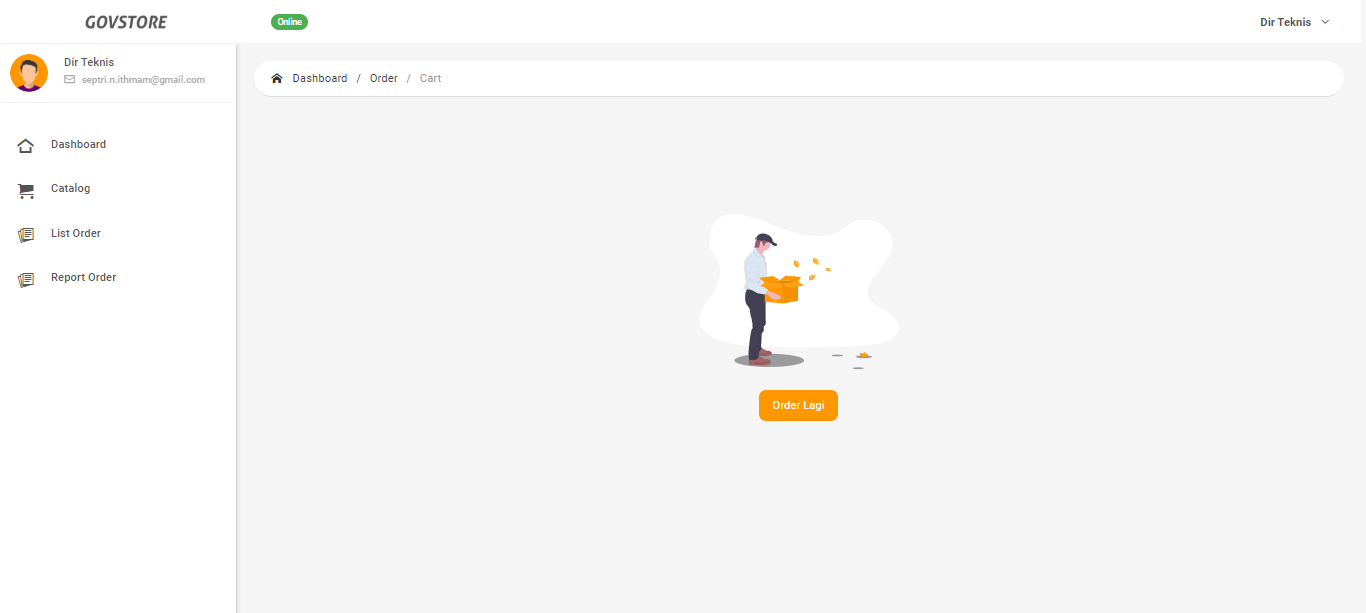 GOVSTORE
Online
Dir Teknis
Dir Teknis
septri.n.ithmam@gmail.com
Dashboard / Order / Cart
Dashboard
Catalog
List Order
Report Order
Order Lagi